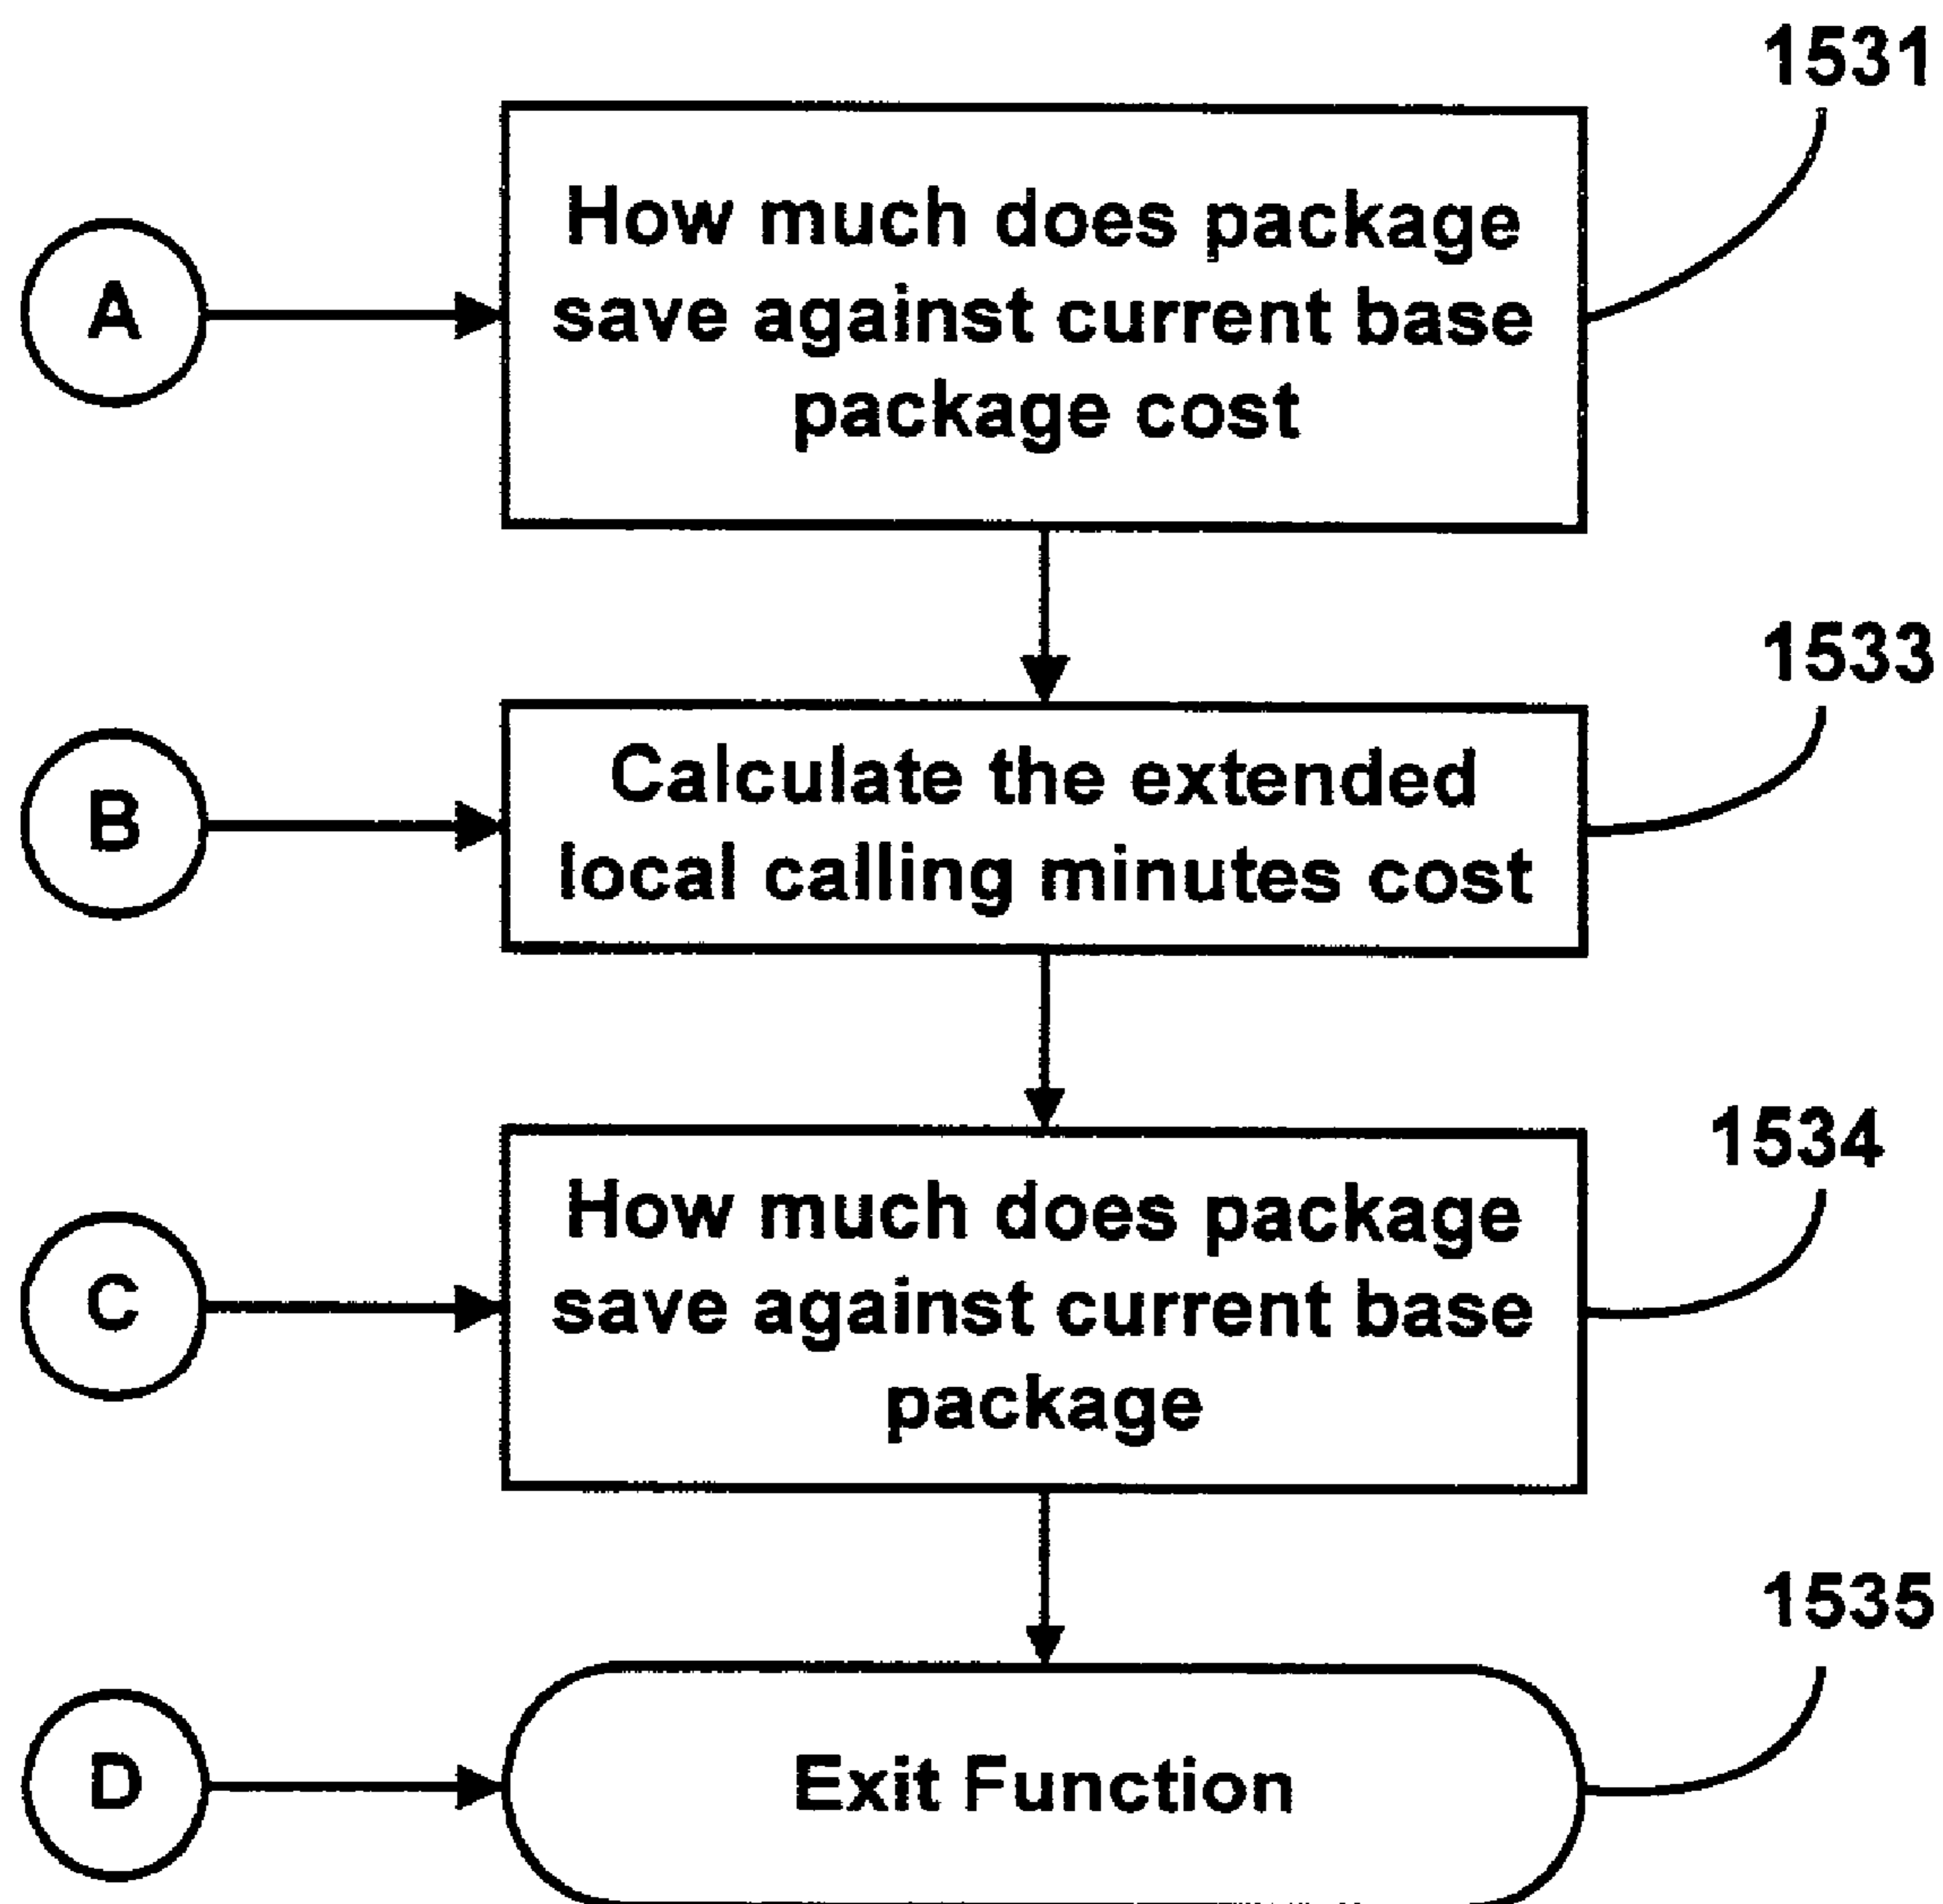 1531
How much does package
save against current base
package cost
A
1533
Calculate the extended
local calling minutes cost
B
1534
How much does package
save against current base
package
C
1535
Exit Function
D